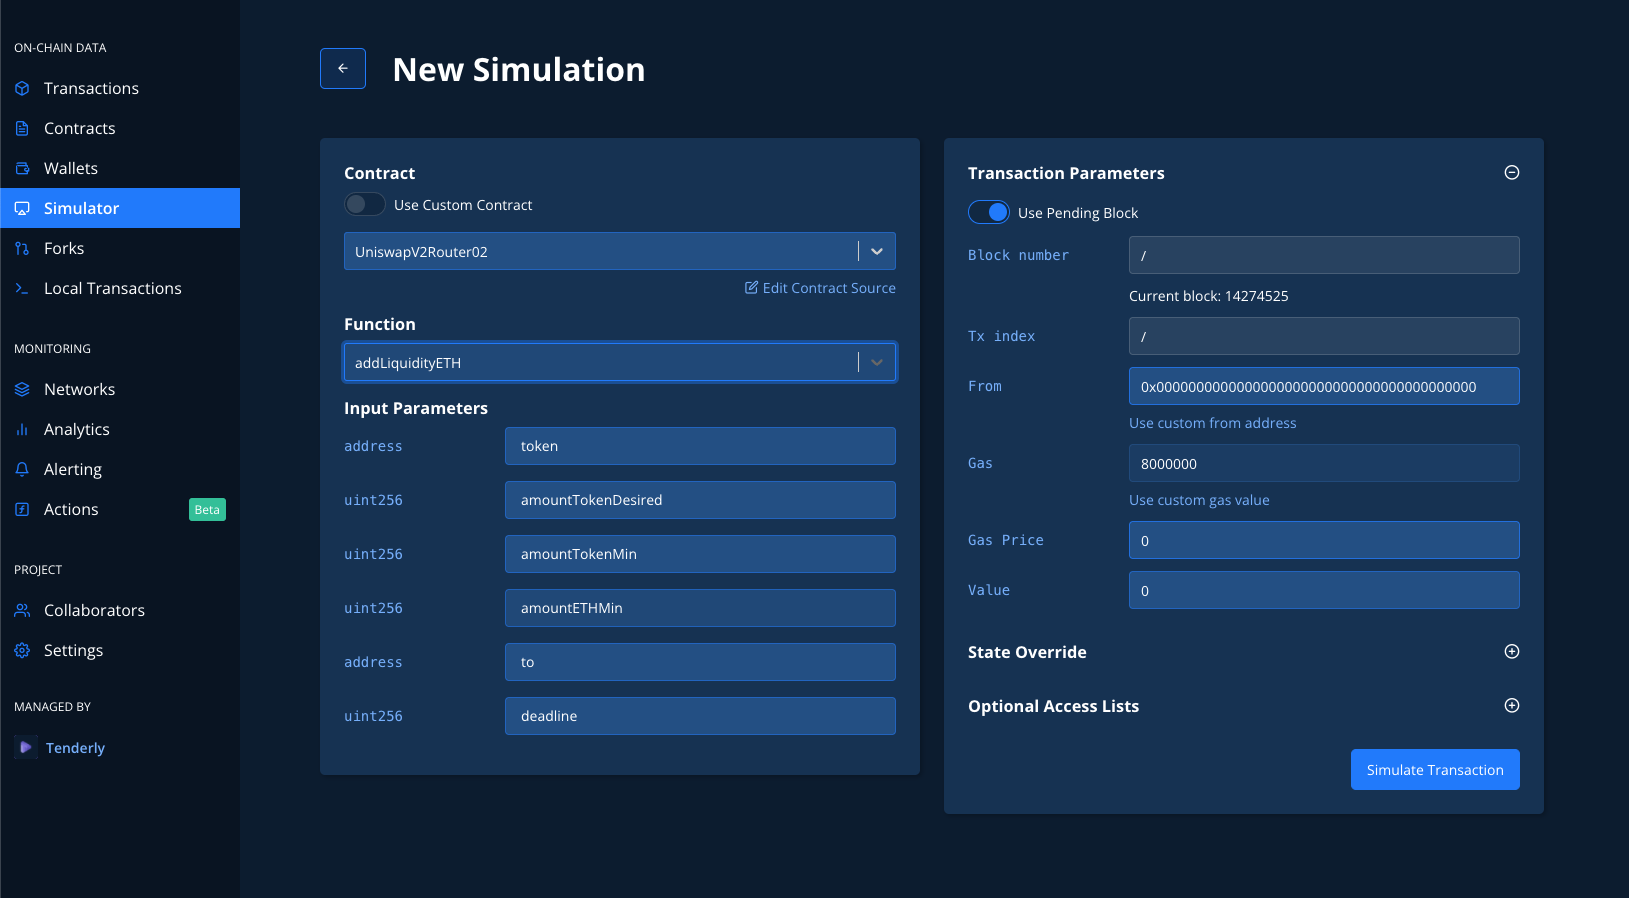 ON-CHAIN DATA
Transactions
Contracts
Wallets
Simulator
Forks
Local Transactions
MONITORING
Networks
Analytics
Alerting
Actions Beta
PROJECT
Collaborators
Settings
MANAGED BY
Tenderly
New Simulation
Contract
Use Custom Contract
UniswapV2Router02
Edit Contract Source
Function
addLiquidityETH
Input Parameters
address token
uint256 amountTokenDesired
uint256 amountTokenMin
uint256 amountETHMin
address to
uint256 deadline
Transaction Parameters
Use Pending Block
Block number /
Current block: 14274525
Tx index /
From 0x0000000000000000000000000000000000000000
Use custom from address
Gas 8000000
Use custom gas value
Gas Price 0
Value 0
State Override
Optional Access Lists
Simulate Transaction